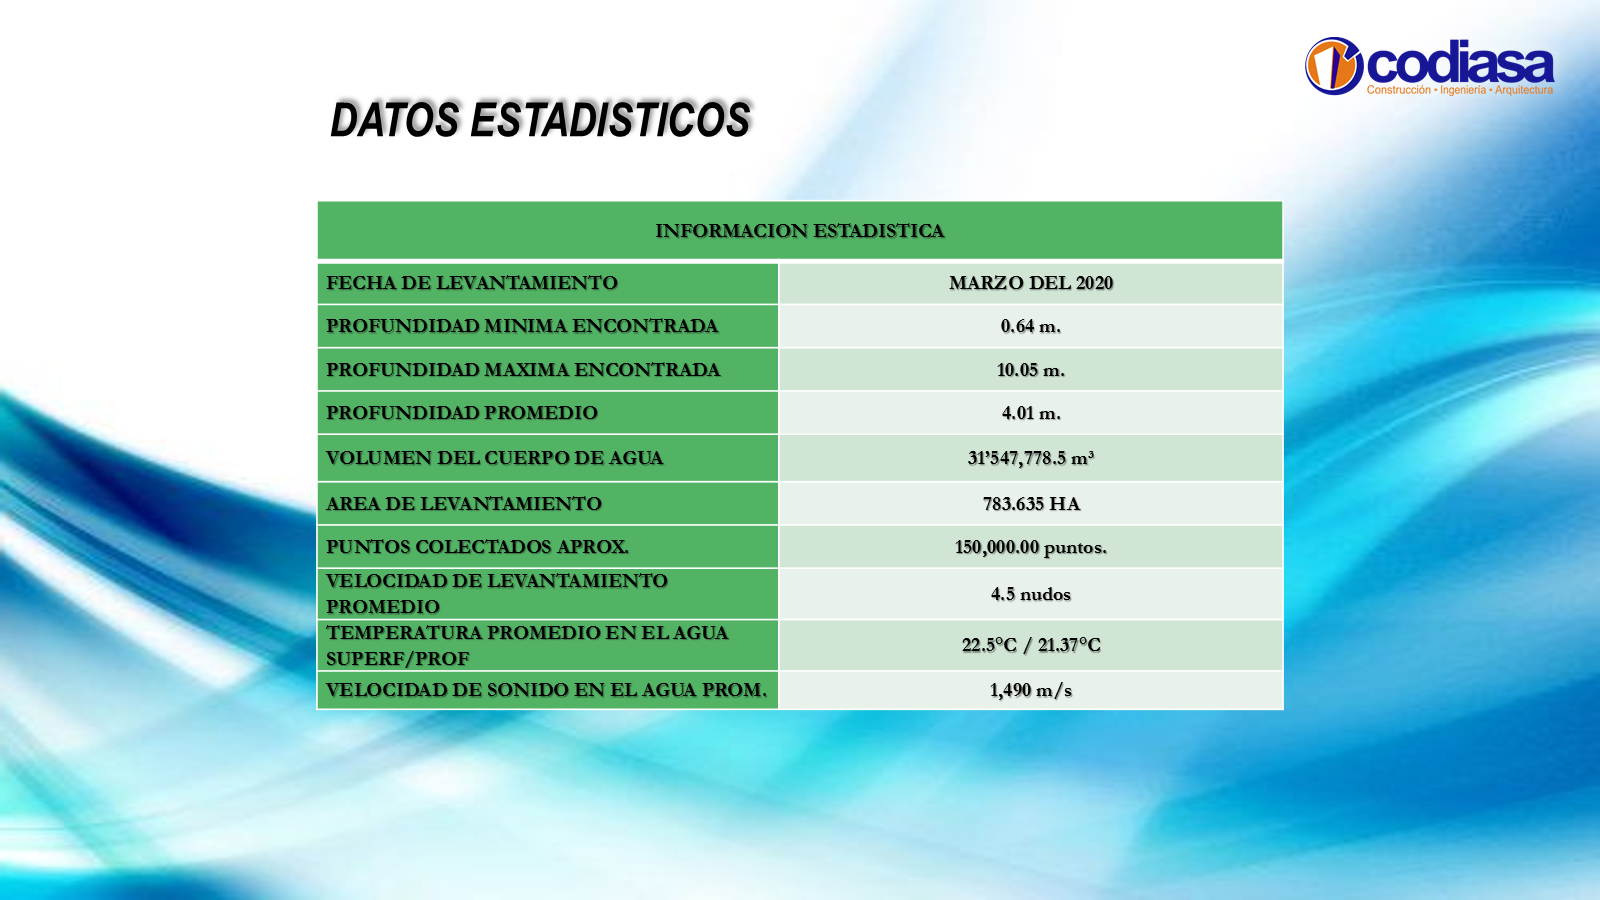 codiasa
Construcción • Ingeniería • Arquitectura
DATOS ESTADISTICOS
INFORMACION ESTADISTICA
FECHA DE LEVANTAMIENTO MARZO DEL 2020
PROFUNDIDAD MINIMA ENCONTRADA 0.64 m.
PROFUNDIDAD MAXIMA ENCONTRADA 10.05 m.
PROFUNDIDAD PROMEDIO 4.01 m.
VOLUMEN DEL CUERPO DE AGUA 31’547,778.5 m³
AREA DE LEVANTAMIENTO 783.635 HA
PUNTOS COLECTADOS APROX. 150,000.00 puntos.
VELOCIDAD DE LEVANTAMIENTO
PROMEDIO 4.5 nudos
TEMPERATURA PROMEDIO EN EL AGUA
SUPERF/PROF 22.5°C / 21.37°C
VELOCIDAD DE SONIDO EN EL AGUA PROM. 1,490 m/s